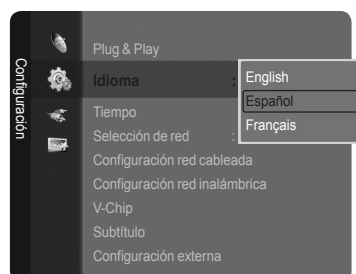 Configuración
Plug & Play
Idioma :
English
Español
Français
Tiempo
Selección de red :
Configuración red cableada
Configuración red inalámbrica
V-Chip
Subtítulo
Configuración externa